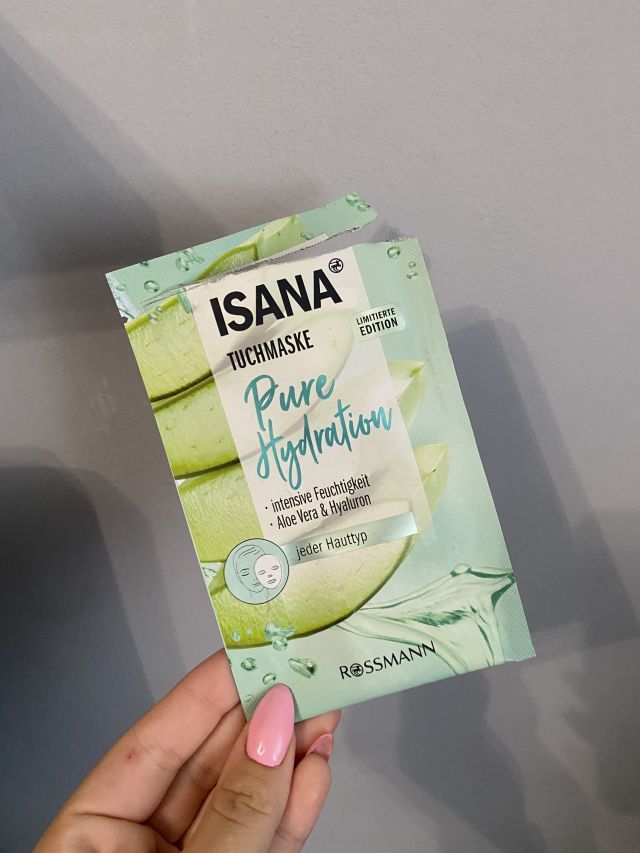 ISANA
TUCHMASKE
LIMITIERTE
EDITION
Pure
Hydration
· intensive Feuchtigkeit
· Aloe Vera & Hyaluron
jeder Hauttyp
ROSSMANN